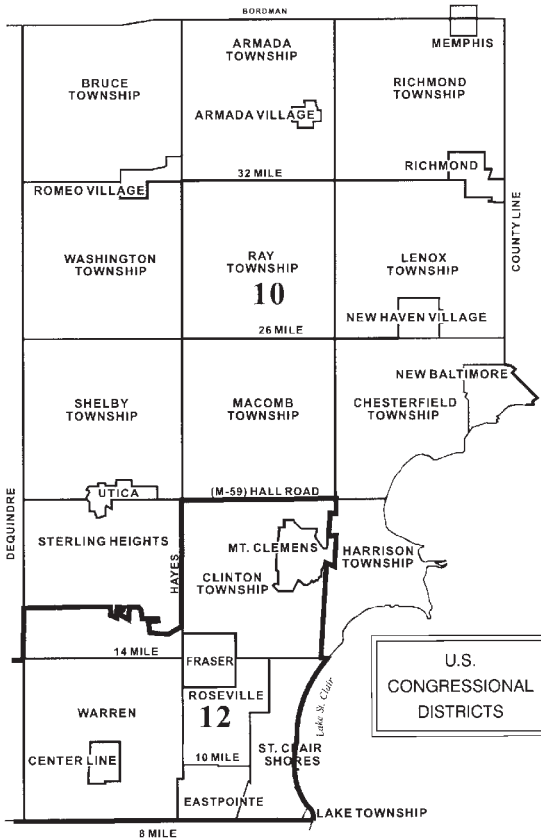 BORDMAN
MEMPHIS
ARMADA
TOWNSHIP
BRUCE
TOWNSHIP
RICHMOND
TOWNSHIP
ARMADA VILLAGE
RICHMOND
32 MILE
ROMEO VILLAGE
COUNTY LINE
WASHINGTON
TOWNSHIP
RAY
TOWNSHIP
10
LENOX
TOWNSHIP
NEW HAVEN VILLAGE
26 MILE
NEW BALTIMORE
SHELBY
TOWNSHIP
MACOMB
TOWNSHIP
CHESTERFIELD
TOWNSHIP
UTICA
(M-59) HALL ROAD
DEQUINDRE
STERLING HEIGHTS
HAYES
MT. CLEMENS
CLINTON
TOWNSHIP
HARRISON
TOWNSHIP
14 MILE
FRASER
U.S.
CONGRESSIONAL
DISTRICTS
ROSEVILLE
12
Lake St. Clair
WARREN
CENTER LINE
10 MILE
ST. CLAIR
SHORES
EASTPOINTE
LAKE TOWNSHIP
8 MILE